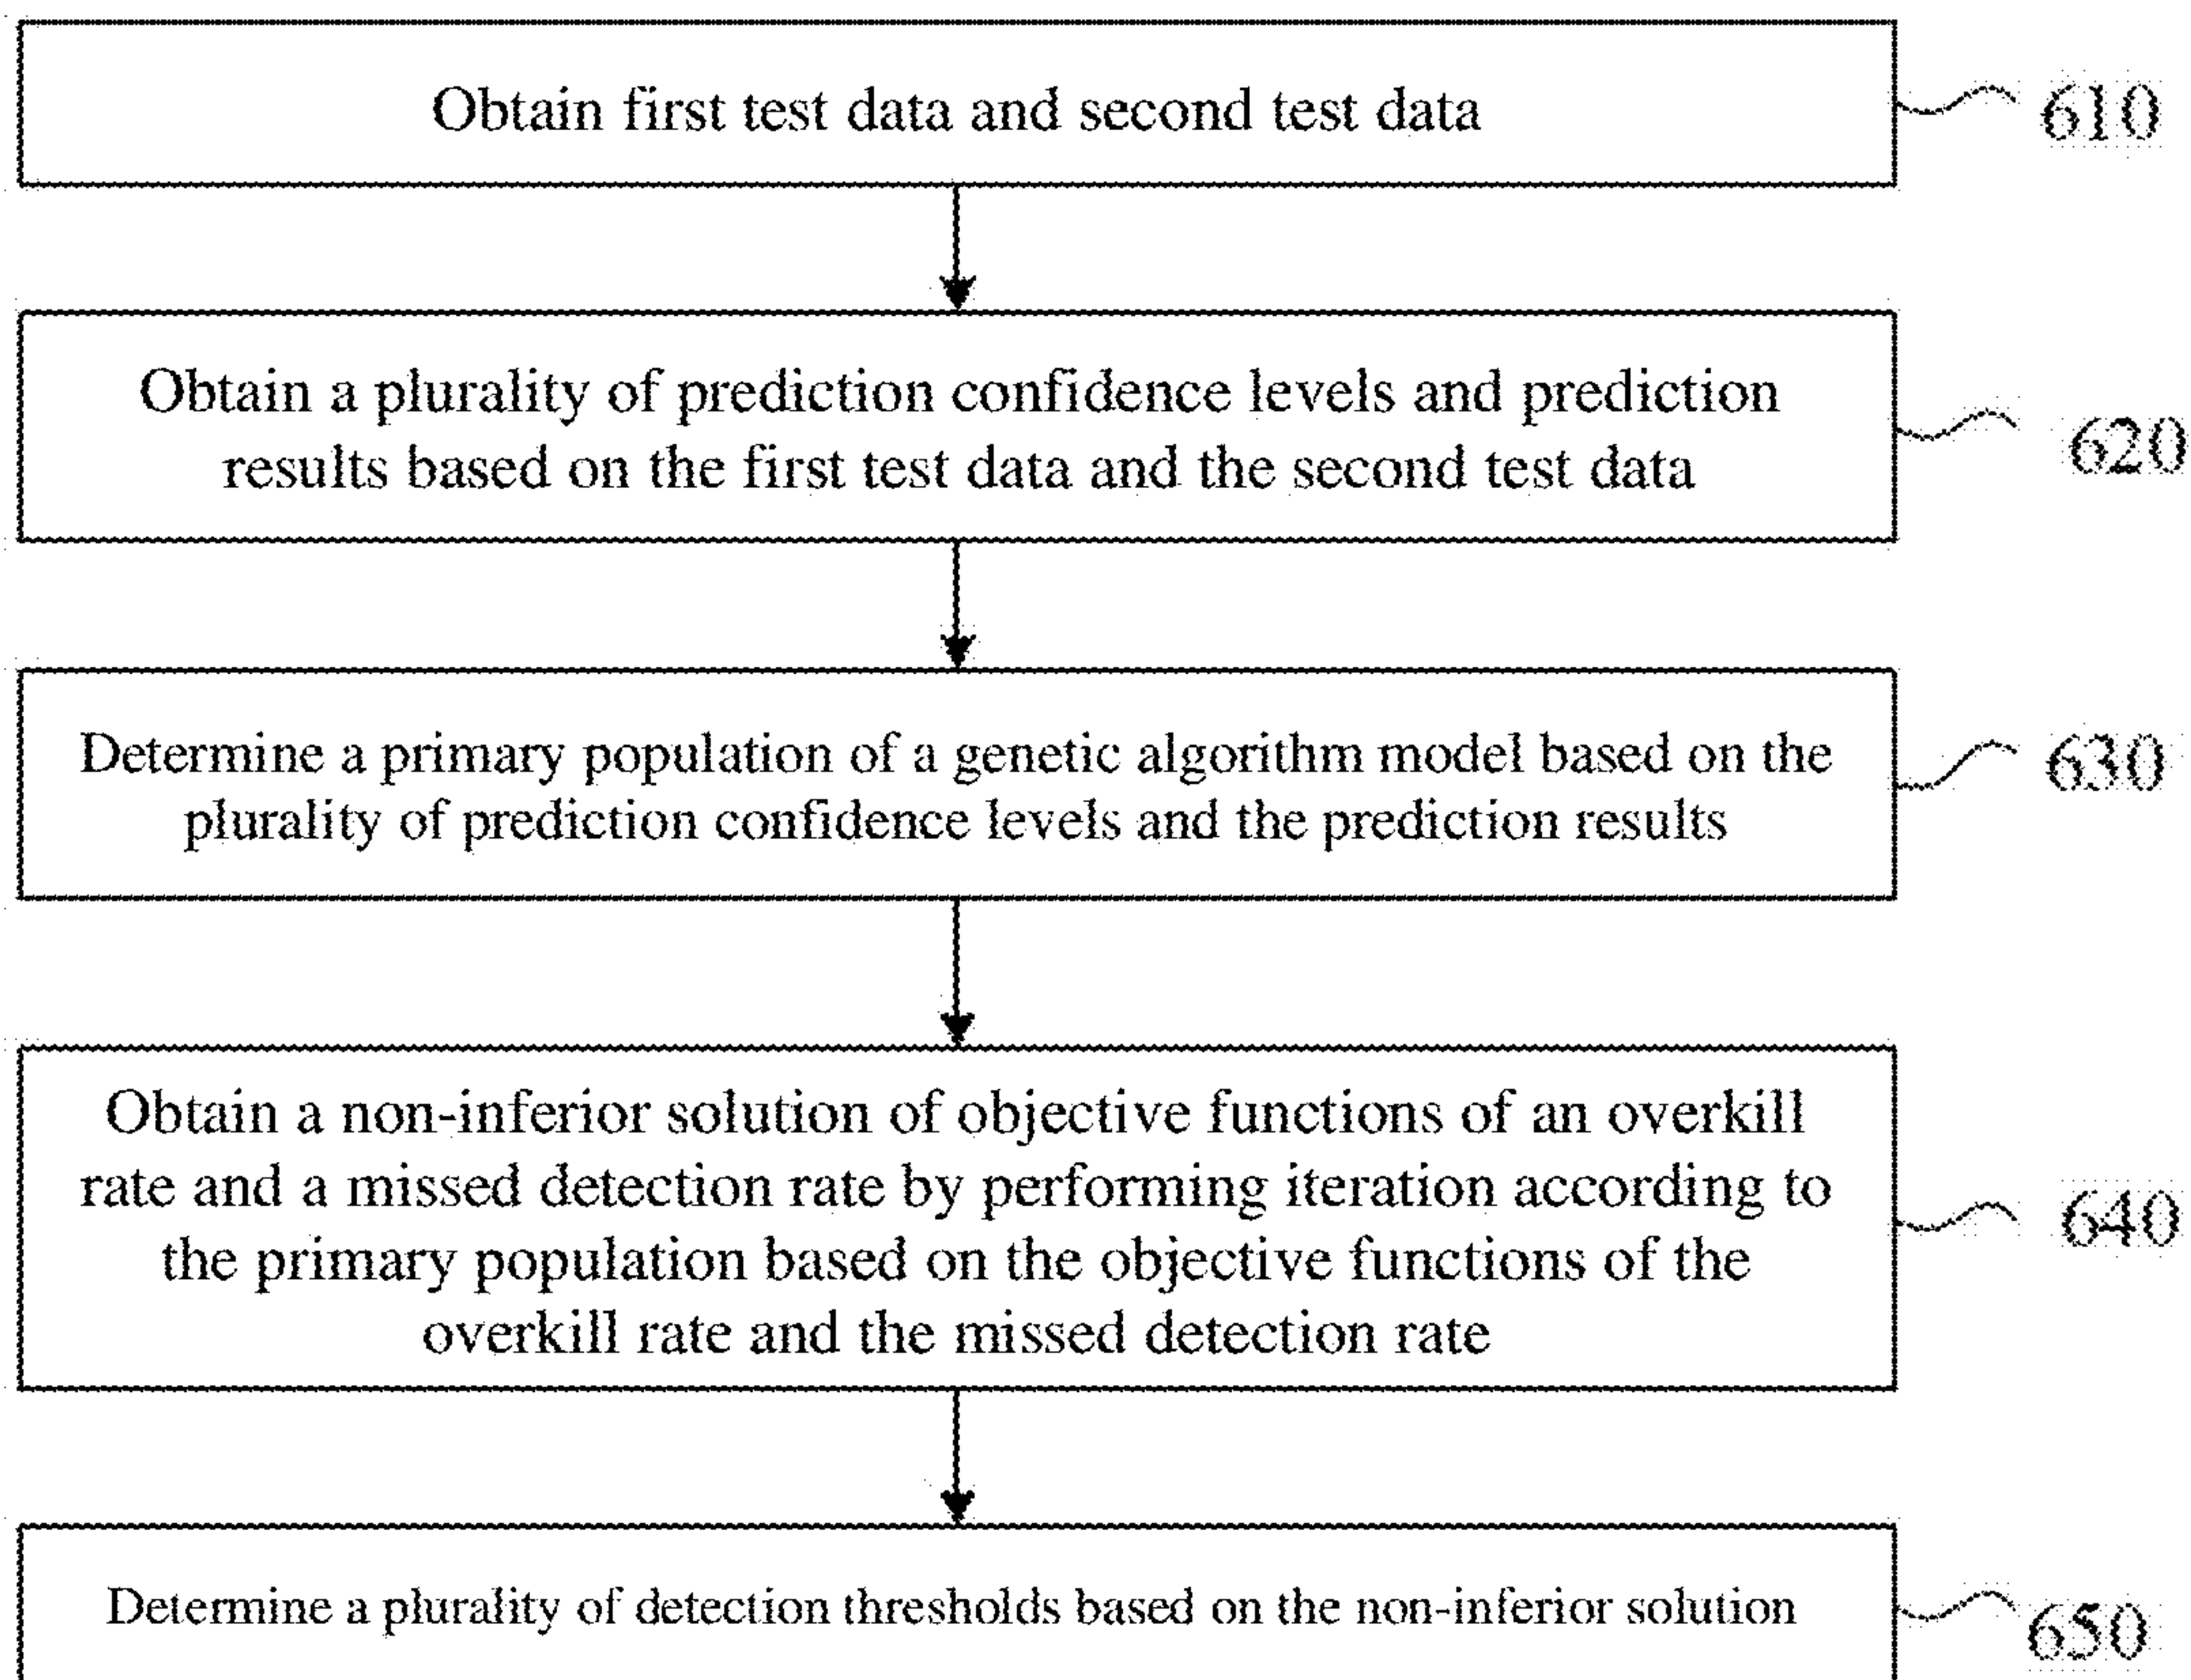 Obtain first test data and second test data
610
Obtain a plurality of prediction confidence levels and prediction
results based on the first test data and the second test data
620
Determine a primary population of a genetic algorithm model based on the
plurality of prediction confidence levels and the prediction results
630
Obtain a non-inferior solution of objective functions of an overkill
rate and a missed detection rate by performing iteration according to
the primary population based on the objective functions of the
overkill rate and the missed detection rate
640
Determine a plurality of detection thresholds based on the non-inferior solution
650